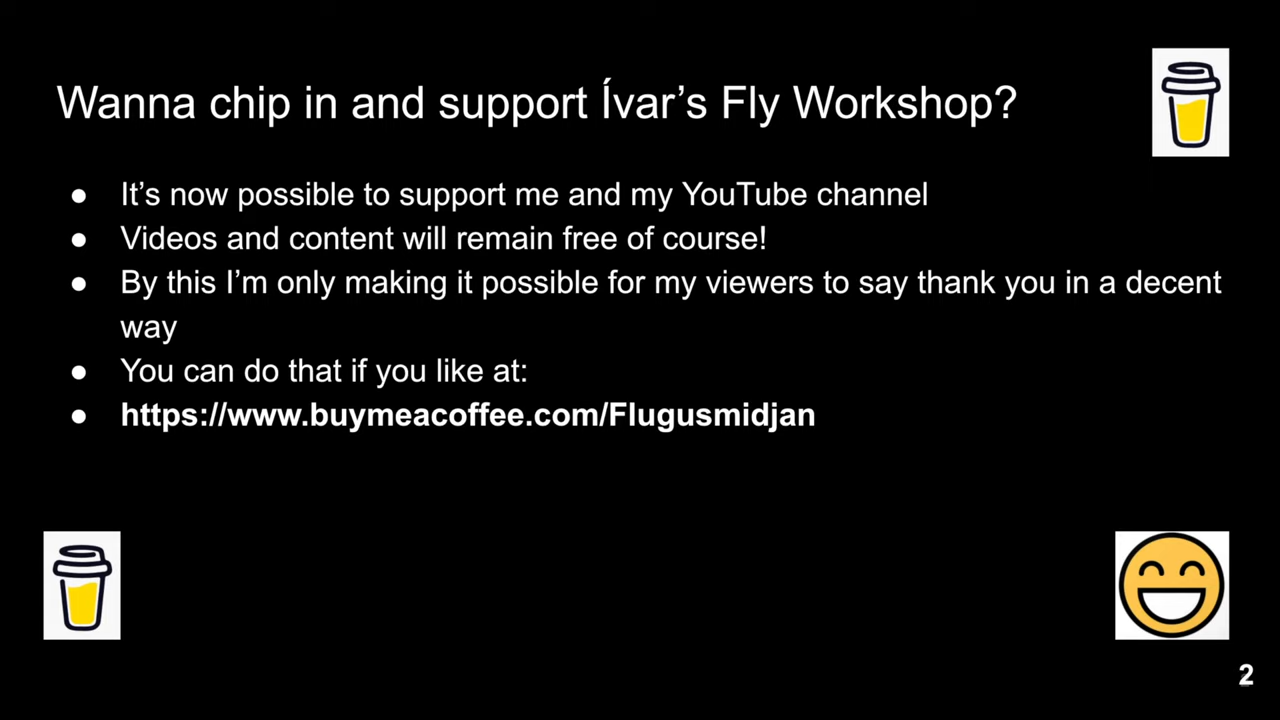 Wanna chip in and support Ívar’s Fly Workshop?
● It’s now possible to support me and my YouTube channel
● Videos and content will remain free of course!
● By this I’m only making it possible for my viewers to say thank you in a decent
way
● You can do that if you like at:
● https://www.buymeacoffee.com/Flugusmidjan
2